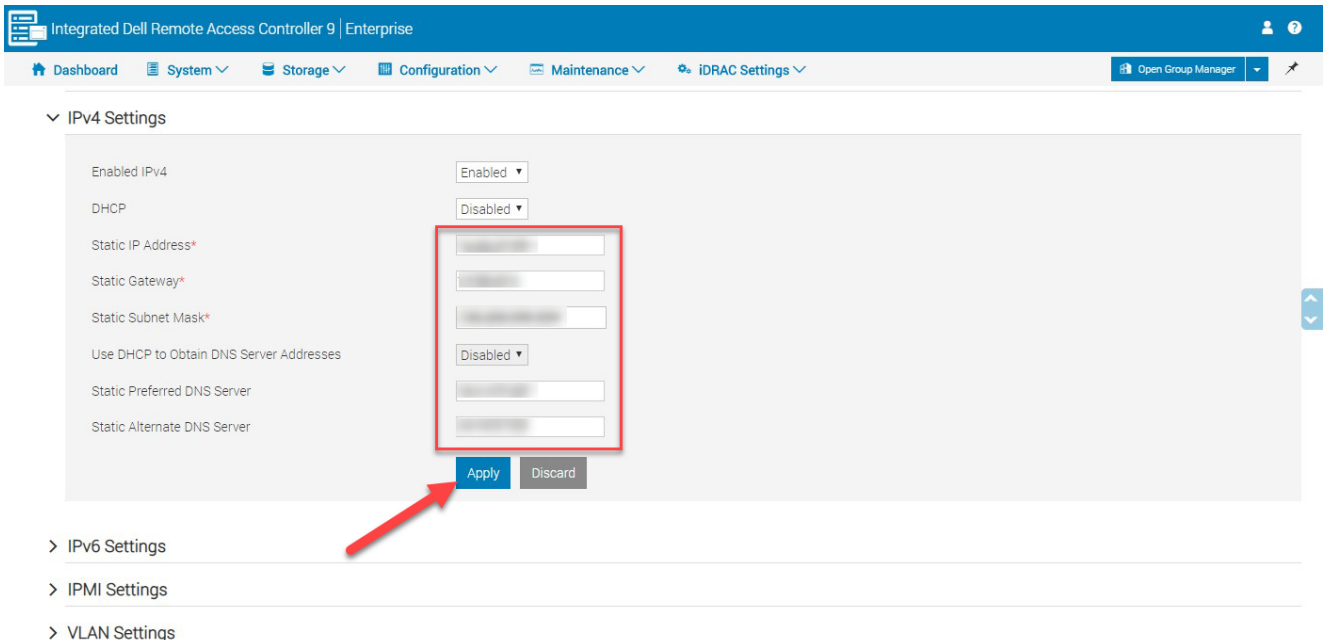 Integrated Dell Remote Access Controller 9 | Enterprise
Dashboard System Storage Configuration Maintenance iDRAC Settings Open Group Manager
IPv4 Settings
Enabled IPv4 Enabled
DHCP Disabled
Static IP Address*
Static Gateway*
Static Subnet Mask*
Use DHCP to Obtain DNS Server Addresses Disabled
Static Preferred DNS Server
Static Alternate DNS Server
Apply Discard
IPv6 Settings
IPMI Settings
VLAN Settings